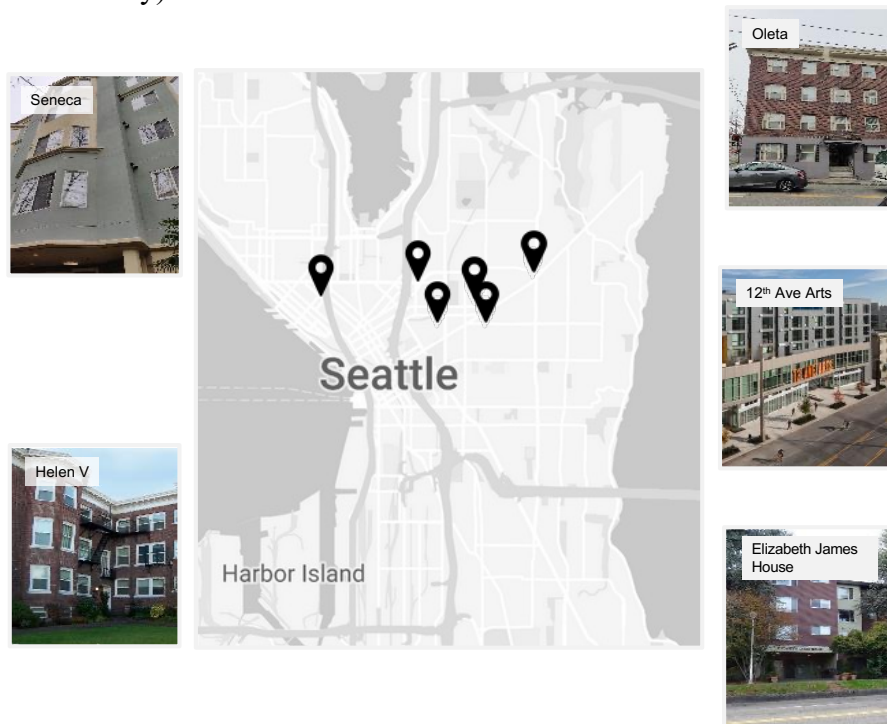 y)
Oleta
Seneca
12th Ave Arts
Seattle
Helen V
Elizabeth James
House
Harbor Island